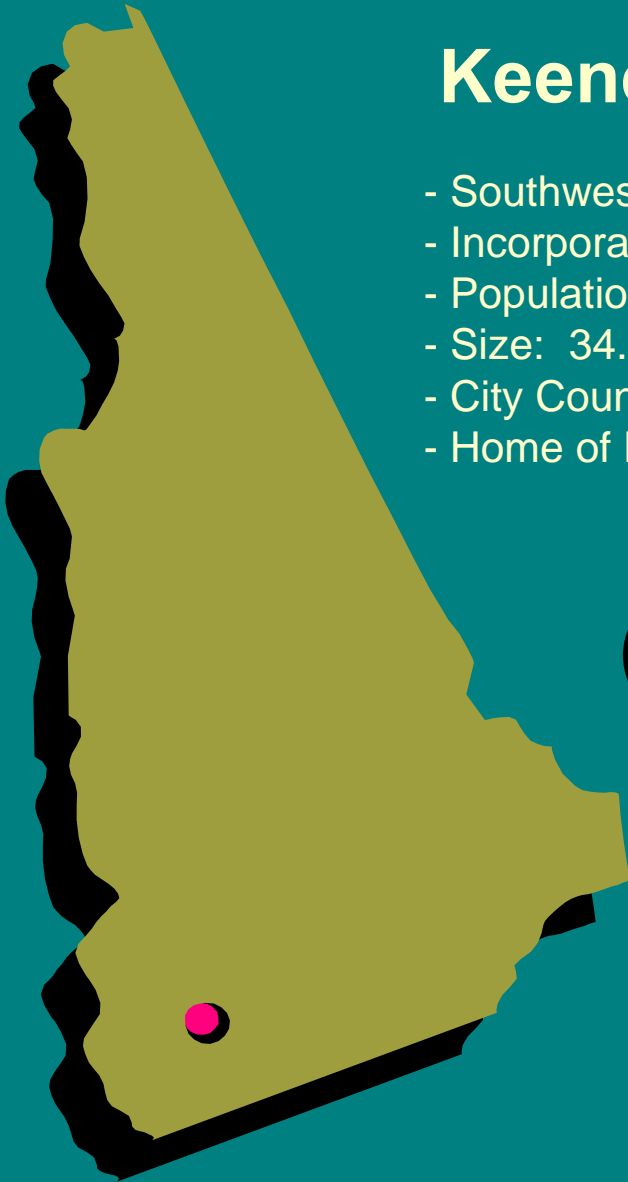 Keen
- Southwes
- Incorpora
- Populatio
- Size:  34.
- City Coun
- Home of